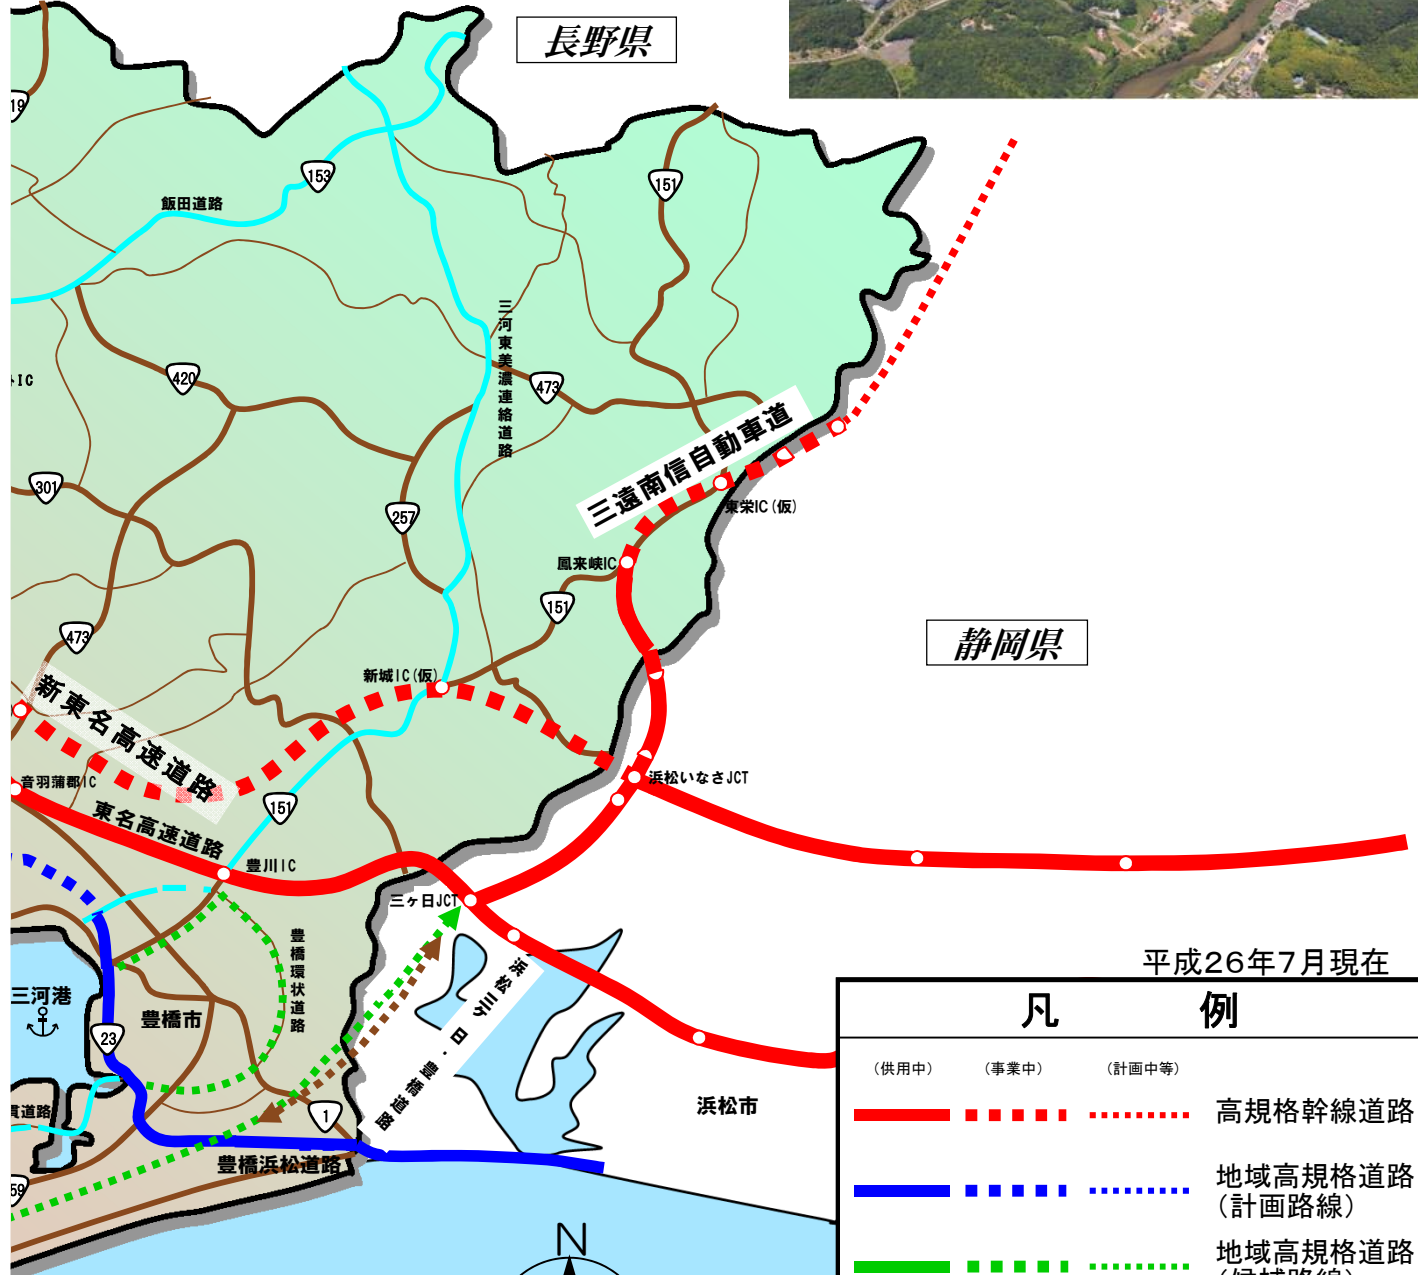 長野県
19
153
151
飯田道路
三河東美濃連絡道路
IC
420
473
三遠南信自動車道
301
257
東栄IC(仮)
鳳来峡IC
151
473
静岡県
新城IC(仮)
新東名高速道路
浜松いなさJCT
音羽蒲郡IC
151
東名高速道路
豊川IC
三ヶ日JCT
豊橋環状道路
浜松三ケ日・豊橋道路
三河港
豊橋市
23
浜松市
1
貫道路
豊橋浜松道路
59
N
平成26年7月現在
凡 例
(供用中) (事業中) (計画中等)
高規格幹線道路
地域高規格道路
(計画路線)
地域高規格道路
(候補路線)